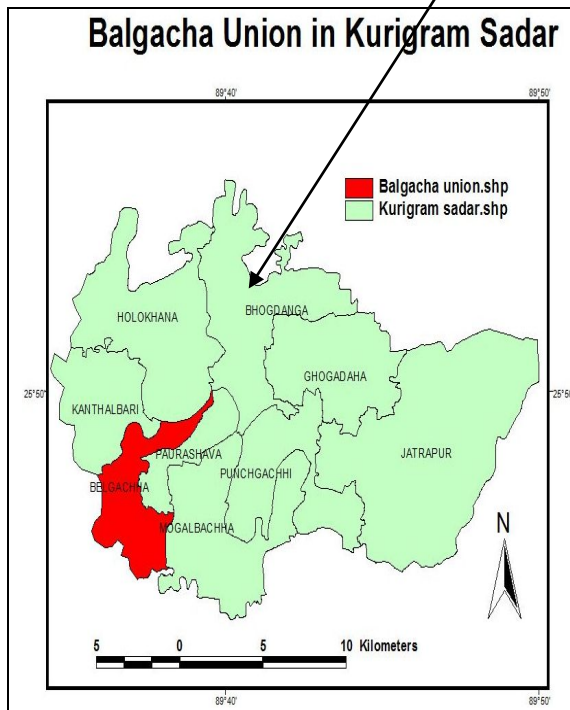 Balgacha Union in Kurigram Sadar
89°40'
89°50'
Balgacha union.shp
Kurigram sadar.shp
HOLOKHANA
BHOGDANGA
GHOGADAHA
25°50'
25°50'
KANTHALBARI
JATRAPUR
PAURASHAVA
PUNCHGACHHI
BELGACHHA
MOGALBACHHA
N
5 0 5 10 Kilometers
89°40'
89°50'